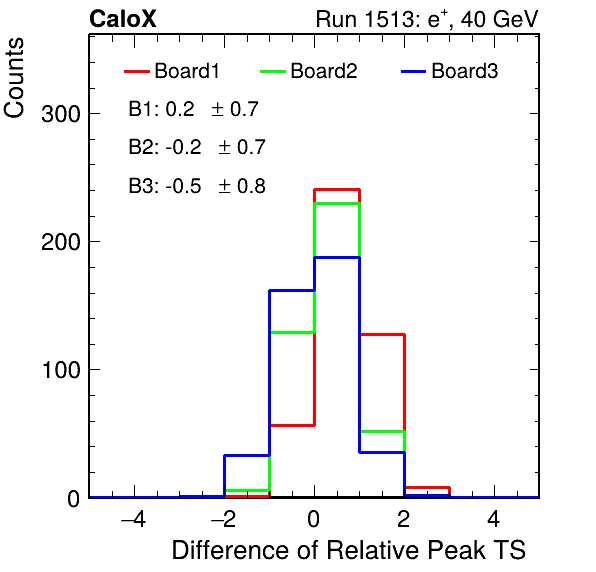 CaloX Run 1513: e⁺, 40 GeV
Counts
Board1 Board2 Board3
B1: 0.2 ± 0.7
B2: -0.2 ± 0.7
B3: -0.5 ± 0.8
300
200
100
0
−4 −2 0 2 4
Difference of Relative Peak TS